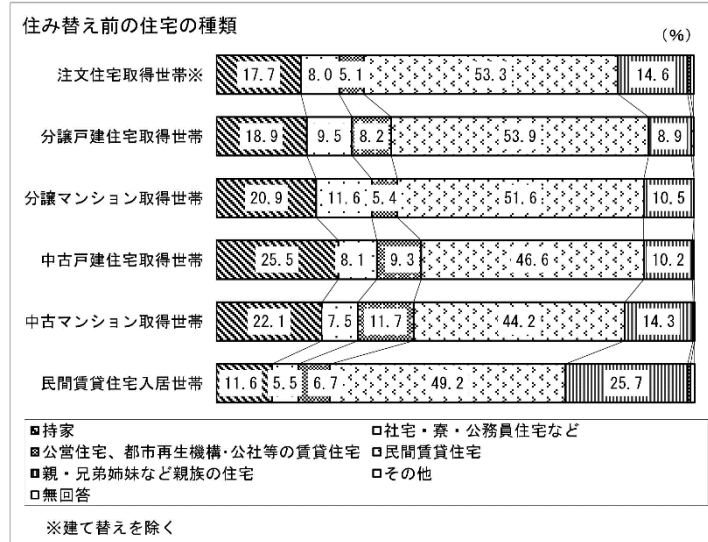 住み替え前の住宅の種類
(%)
注文住宅取得世帯※ 17.7 8.0 5.1 53.3 14.6
分譲戸建住宅取得世帯 18.9 9.5 8.2 53.9 8.9
分譲マンション取得世帯 20.9 11.6 5.4 51.6 10.5
中古戸建住宅取得世帯 25.5 8.1 9.3 46.6 10.2
中古マンション取得世帯 22.1 7.5 11.7 44.2 14.3
民間賃貸住宅入居世帯 11.6 5.5 6.7 49.2 25.7
持家 社宅・寮・公務員住宅など
公営住宅、都市再生機構・公社等の賃貸住宅 民間賃貸住宅
親・兄弟姉妹など親族の住宅 その他
無回答
※建て替えを除く